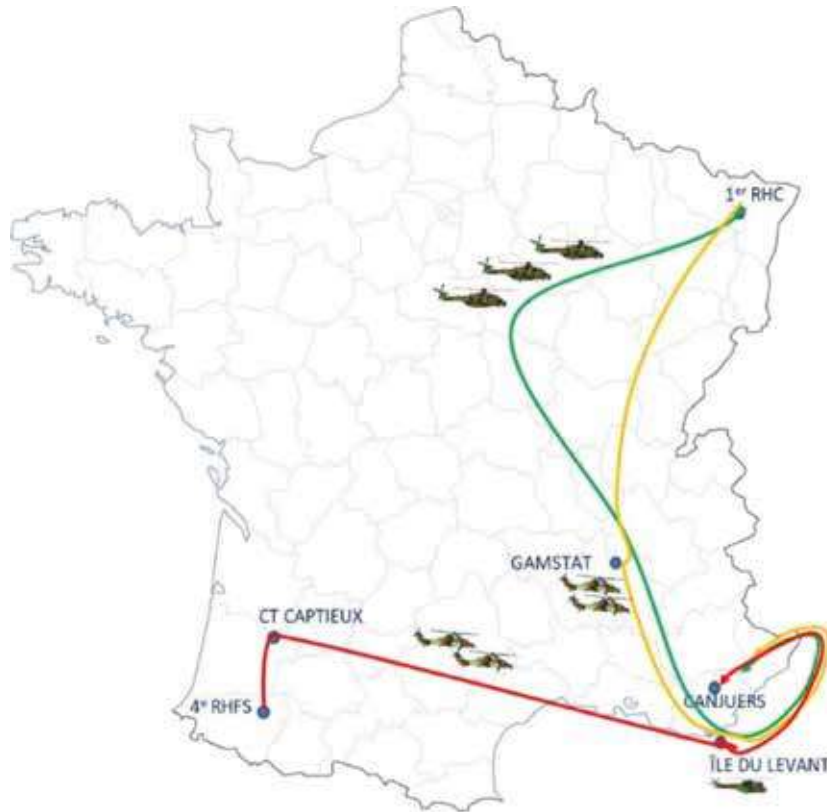 1er RHC
GAMSTAT
CT CAPTIEUX
4e RHFS
CANJUERS
ÎLE DU LEVANT